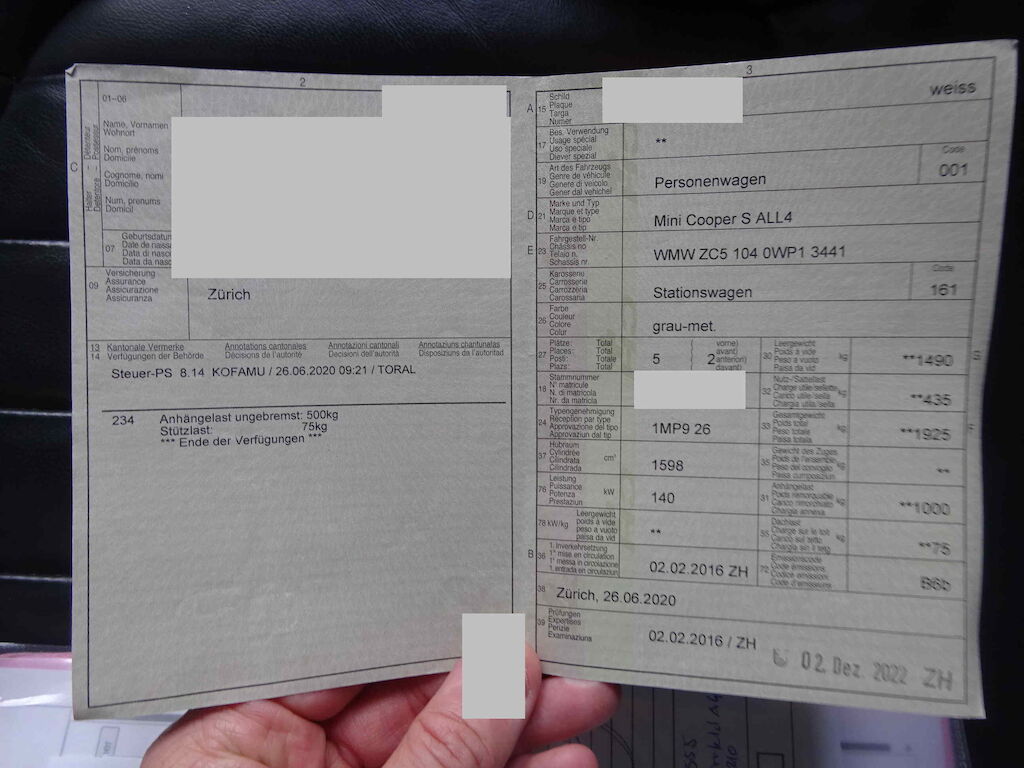 2
01-06
Name, Vornamen
Wohnort
Nom, prénoms
Domicile
Cognome, nomi
Domicilio
Num, prenums
Domicil
C
Halter - Détenteur
Detentore - Possessur
07
Geburtsdatum
Date de
Data di
Data da
09
Versicherung
Assurance
Assicurazione
Assicuranza
Zürich
13 Kantonale Vermerke Annotations cantonales Annotazioni cantonali Annotaziuns chantunalas
14 Verfügungen der Behörde Décisions de l'autorité Decisioni dell'autorità Disposiziuns da l'autoritad
Steuer-PS 8.14 KOFAMU / 26.06.2020 09:21 / TORAL
234 Anhängelast ungebremst: 500kg
Stützlast: 75kg
*** Ende der Verfügungen ***
3
A 15
Schild
Plaque
Targa
Numer
weiss
17
Bes. Verwendung
Usage spécial
Uso speciale
Diever spezial
**
19
Art des Fahrzeugs
Genre de véhicule
Genere di veicolo
Gener dal vehichel
Personenwagen
Code
001
D 21
Marke und Typ
Marque et type
Marca e tipo
Marca e tip
Mini Cooper S ALL4
E 23
Fahrgestell-Nr.
Châssis no
Telaio n.
Schassis nr.
WMW ZC5 104 0WP1 3441
25
Karosserie
Carrosserie
Carrozzeria
Carossaria
Stationswagen
Code
161
26
Farbe
Couleur
Colore
Colur
grau-met.
27
Plätze: Total
Places: Total
Posti: Totale
Plazs: Total
5
( vorne)
avant)
2 anteriori)
davant)
30
Leergewicht
Poids à vide
Peso a vuoto
Paisa da vid
kg
**1490
G
18
Stammnummer
N° matricule
N. di matricola
Nr. da matricla
32
Nutz-/Sattellast
Charge utile/sellette
Carico utile/sella
Chargia utila/sella
kg
**435
24
Typengenehmigung
Réception par type
Approvazione del tipo
Approvaziun dal tip
1MP9 26
33
Gesamtgewicht
Poids total
Peso totale
Paisa totala
kg
**1925
F
37
Hubraum
Cylindrée
Cilindrata
Cilindrada
cm³
1598
35
Gewicht des Zuges
Poids de l'ensemble
Peso del convoglio
Paisa cumposiziun
kg
**
76
Leistung
Puissance
Potenza
Prestaziun
kW
140
31
Anhängelast
Poids remorquable
Carico rimorchiato
Chargia annexa
kg
**1000
78 kW/kg
Leergewicht
poids à vide
peso a vuoto
paisa da vid
**
55
Dachlast
Charge sur le toit
Carico sul tetto
Chargia sin il tetg
kg
**75
B 36
1. Inverkehrsetzung
1re mise en circulation
1a messa in circolazione
1. entrada en circulaziun
02.02.2016 ZH
72
Emissionscode
Code émissions
Codice emissioni
Code d'emissiuns
B6b
38
Zürich, 26.06.2020
39
Prüfungen
Expertises
Perizie
Examinaziuns
02.02.2016 / ZH
02. Dez. 2022 ZH